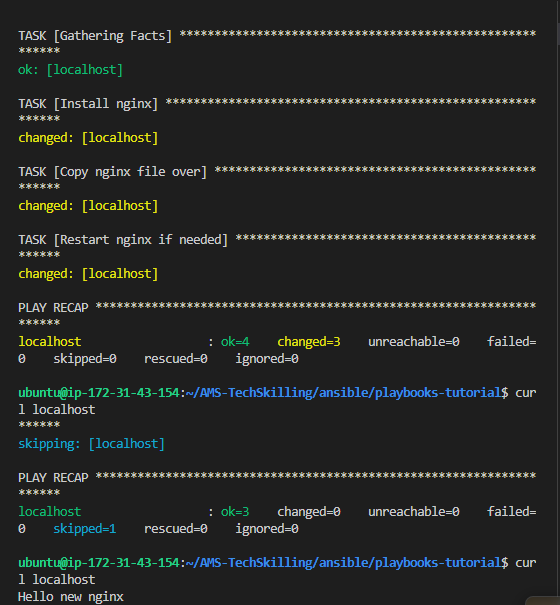 TASK [Gathering Facts] ***************************************************
******
ok: [localhost]
TASK [Install nginx] *****************************************************
******
changed: [localhost]
TASK [Copy nginx file over] **********************************************
******
changed: [localhost]
TASK [Restart nginx if needed] *******************************************
******
changed: [localhost]
PLAY RECAP ***************************************************************
******
localhost                  : ok=4    changed=3    unreachable=0    failed=
0    skipped=0    rescued=0    ignored=0
ubuntu@ip-172-31-43-154:~/AMS-TechSkilling/ansible/playbooks-tutorial$ cur
l localhost
******
skipping: [localhost]
PLAY RECAP ***************************************************************
******
localhost                  : ok=3    changed=0    unreachable=0    failed=
0    skipped=1    rescued=0    ignored=0
ubuntu@ip-172-31-43-154:~/AMS-TechSkilling/ansible/playbooks-tutorial$ cur
l localhost
Hello new nginx